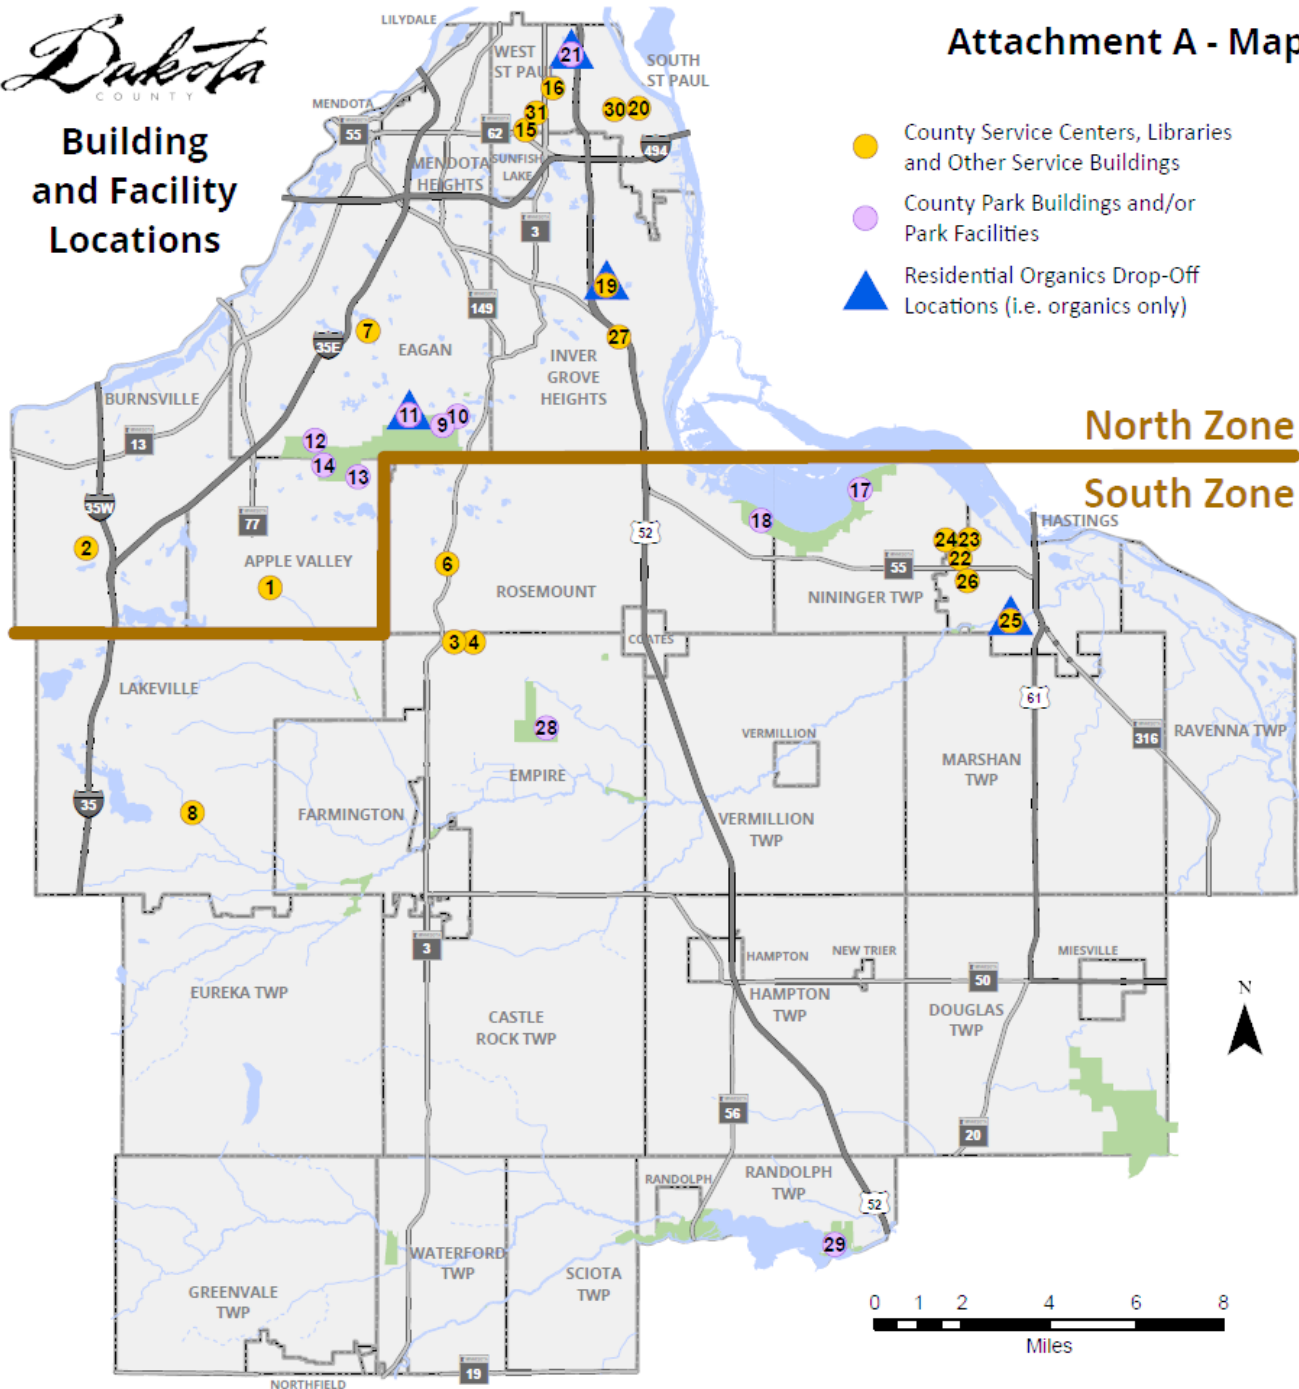 Dakota
COUNTY
Building
and Facility
Locations
Attachment A - Map
County Service Centers, Libraries
and Other Service Buildings
County Park Buildings and/or
Park Facilities
Residential Organics Drop-Off
Locations (i.e. organics only)
North Zone
South Zone
LILYDALE
WEST
ST PAUL
SOUTH
ST PAUL
21
16
MENDOTA
31
30 20
55
62
15
494
MENDOTA
HEIGHTS
SUNFISH
LAKE
3
19
149
7
35E
27
EAGAN
INVER
GROVE
HEIGHTS
BURNSVILLE
11
9
10
13
12
14
13
17
35W
77
18
52
HASTINGS
2
24
23
22
APPLE VALLEY
6
55
26
1
ROSEMOUNT
NININGER TWP
25
3
4
COATES
LAKEVILLE
61
28
VERMILLION
316
RAVENNA TWP
EMPIRE
MARSHAN
TWP
35
8
FARMINGTON
VERMILLION
TWP
3
HAMPTON
NEW TRIER
MIESVILLE
50
EUREKA TWP
HAMPTON
TWP
CASTLE
ROCK TWP
DOUGLAS
TWP
N
56
20
RANDOLPH
RANDOLPH
TWP
52
29
WATERFORD
TWP
SCIOTA
TWP
GREENVALE
TWP
0 1 2 4 6 8
Miles
19
NORTHFIELD